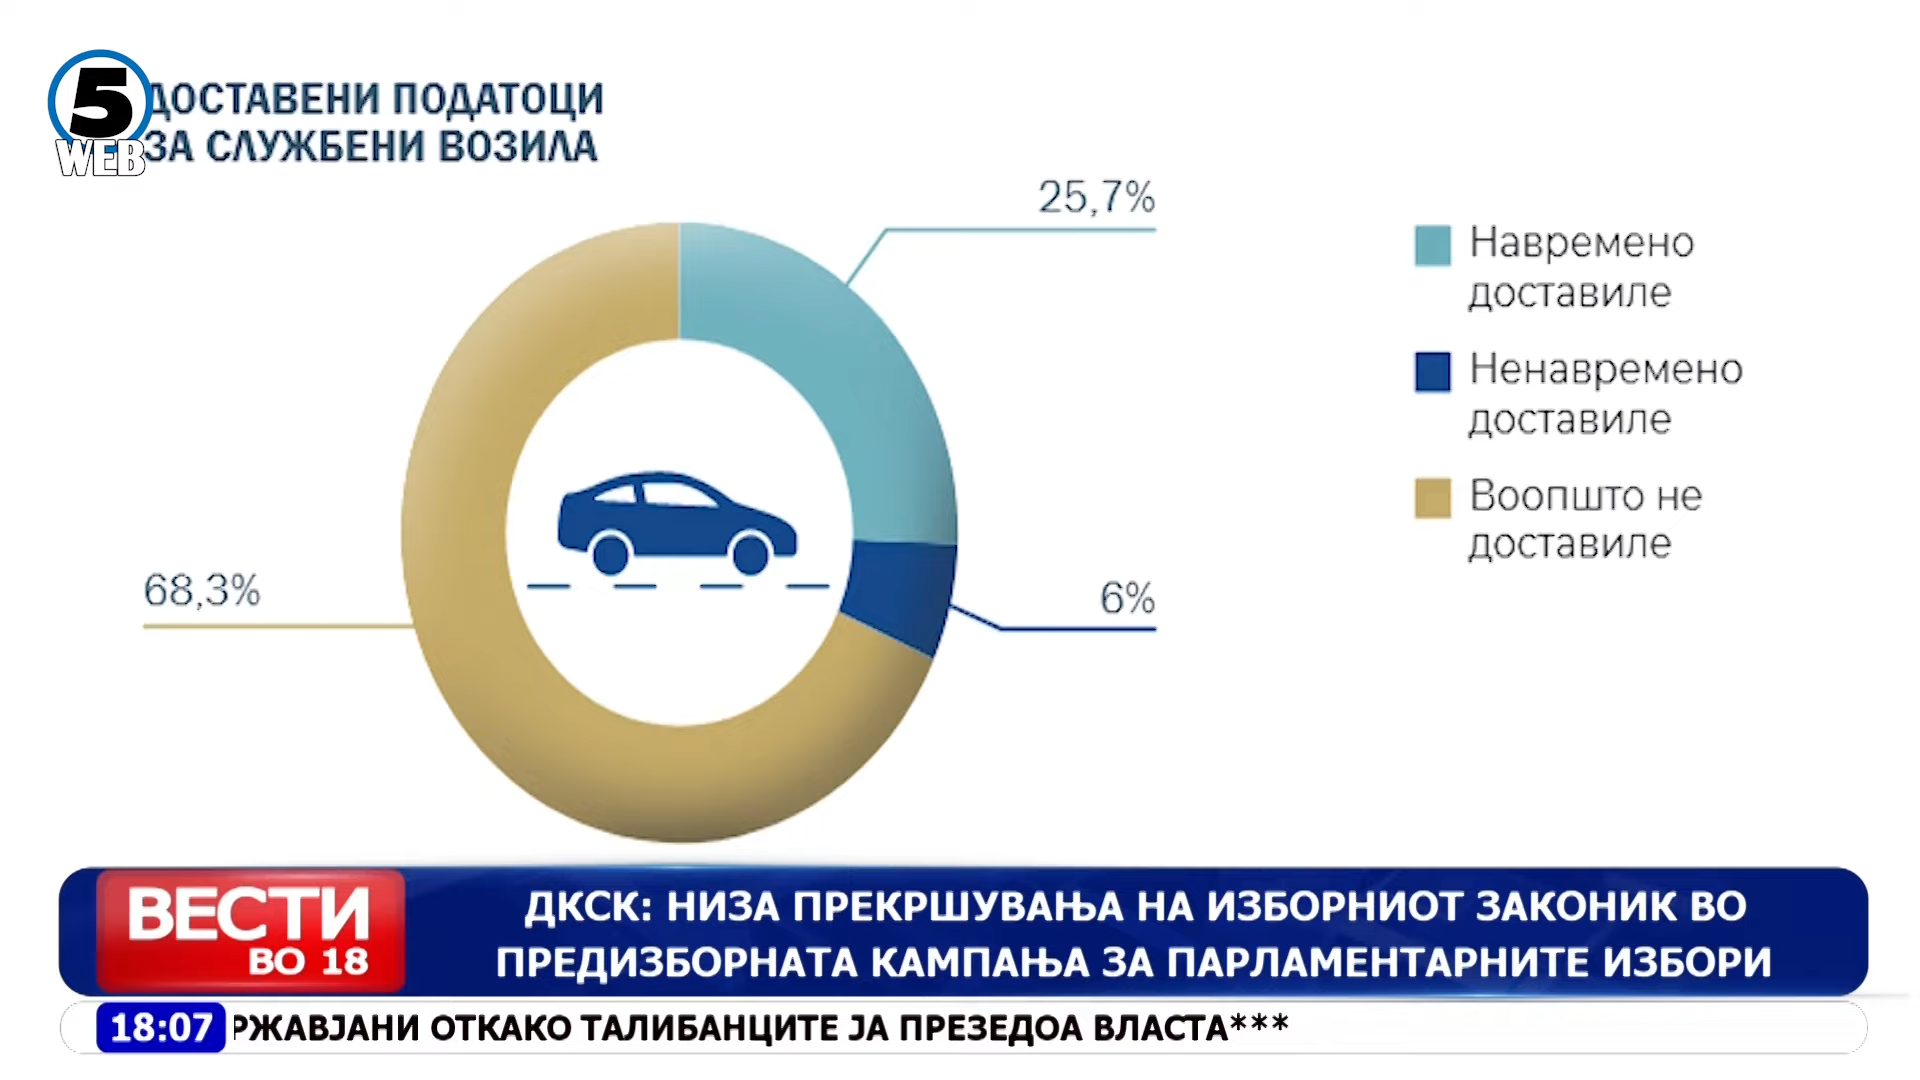 5
WEB
ДОСТАВЕНИ ПОДАТОЦИ
ЗА СЛУЖБЕНИ ВОЗИЛА
25,7%
68,3%
6%
Навремено
доставиле
Ненавремено
доставиле
Воопшто не
доставиле
ВЕСТИ
ВО 18
ДКСК: НИЗА ПРЕКРШУВАЊА НА ИЗБОРНИОТ ЗАКОНИК ВО
ПРЕДИЗБОРНАТА КАМПАЊА ЗА ПАРЛАМЕНТАРНИТЕ ИЗБОРИ
18:07 РЖАВЈАНИ ОТКАКО ТАЛИБАНЦИТЕ ЈА ПРЕЗЕДОА ВЛАСТА***